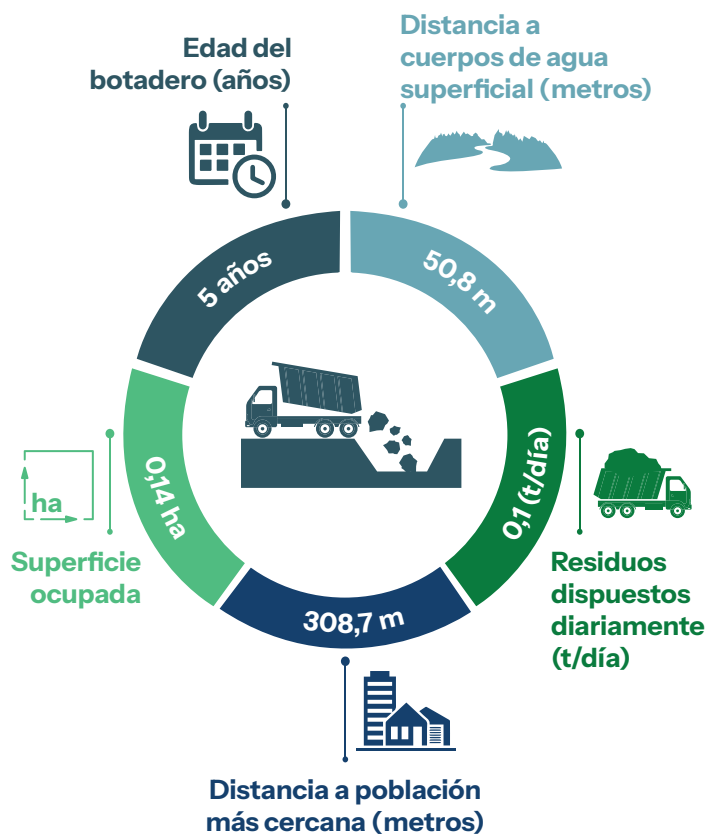 Edad del
botadero (años)
Distancia a
cuerpos de agua
superficial (metros)
5 años
50,8 m
0,14 ha
0,1 (t/día)
308,7 m
ha
Superficie
ocupada
Residuos
dispuestos
diariamente
(t/día)
Distancia a población
más cercana (metros)